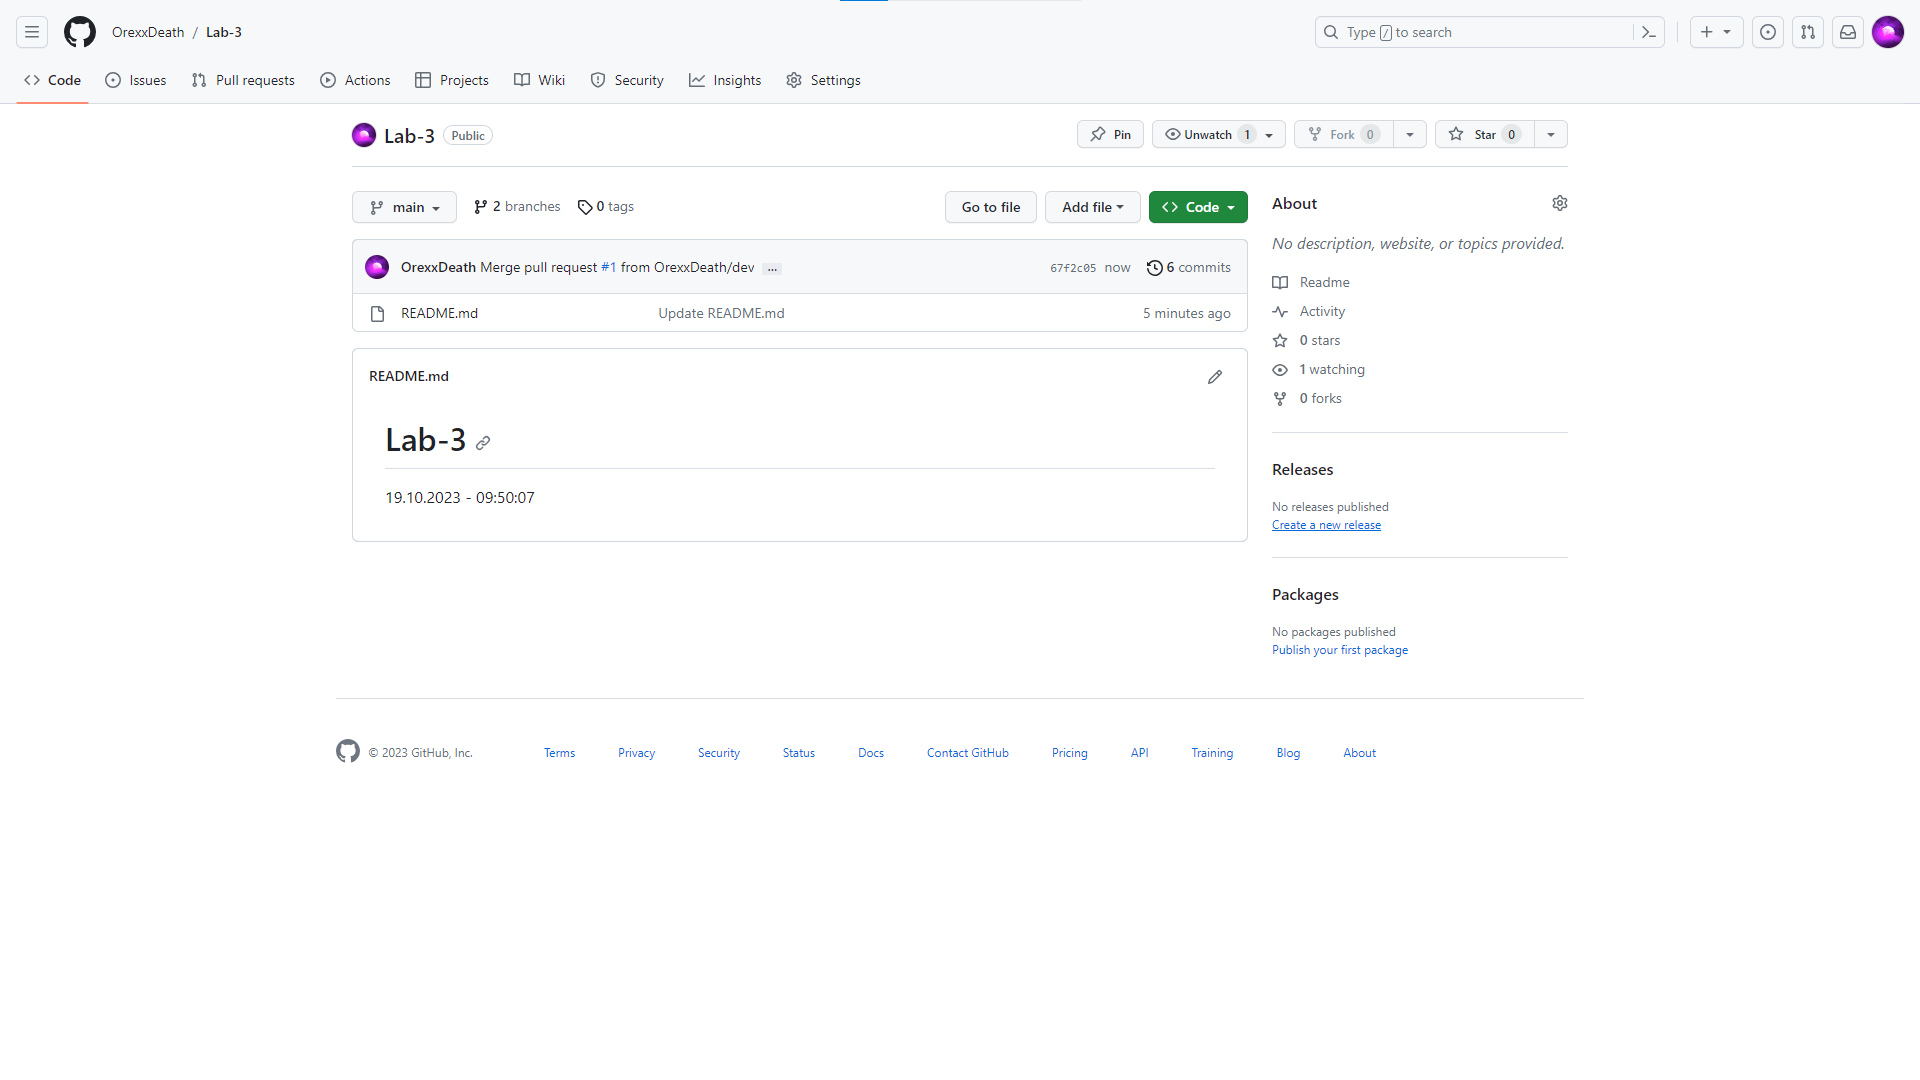 OrexxDeath / Lab-3
Type / to search
Code Issues Pull requests Actions Projects Wiki Security Insights Settings
Lab-3 Public
Pin Unwatch 1 Fork 0 Star 0
main 2 branches 0 tags Go to file Add file Code
OrexxDeath Merge pull request #1 from OrexxDeath/dev ... 67f2c05 now 6 commits
README.md Update README.md 5 minutes ago
README.md
Lab-3
19.10.2023 - 09:50:07
About
No description, website, or topics provided.
Readme
Activity
0 stars
1 watching
0 forks
Releases
No releases published
Create a new release
Packages
No packages published
Publish your first package
© 2023 GitHub, Inc. Terms Privacy Security Status Docs Contact GitHub Pricing API Training Blog About